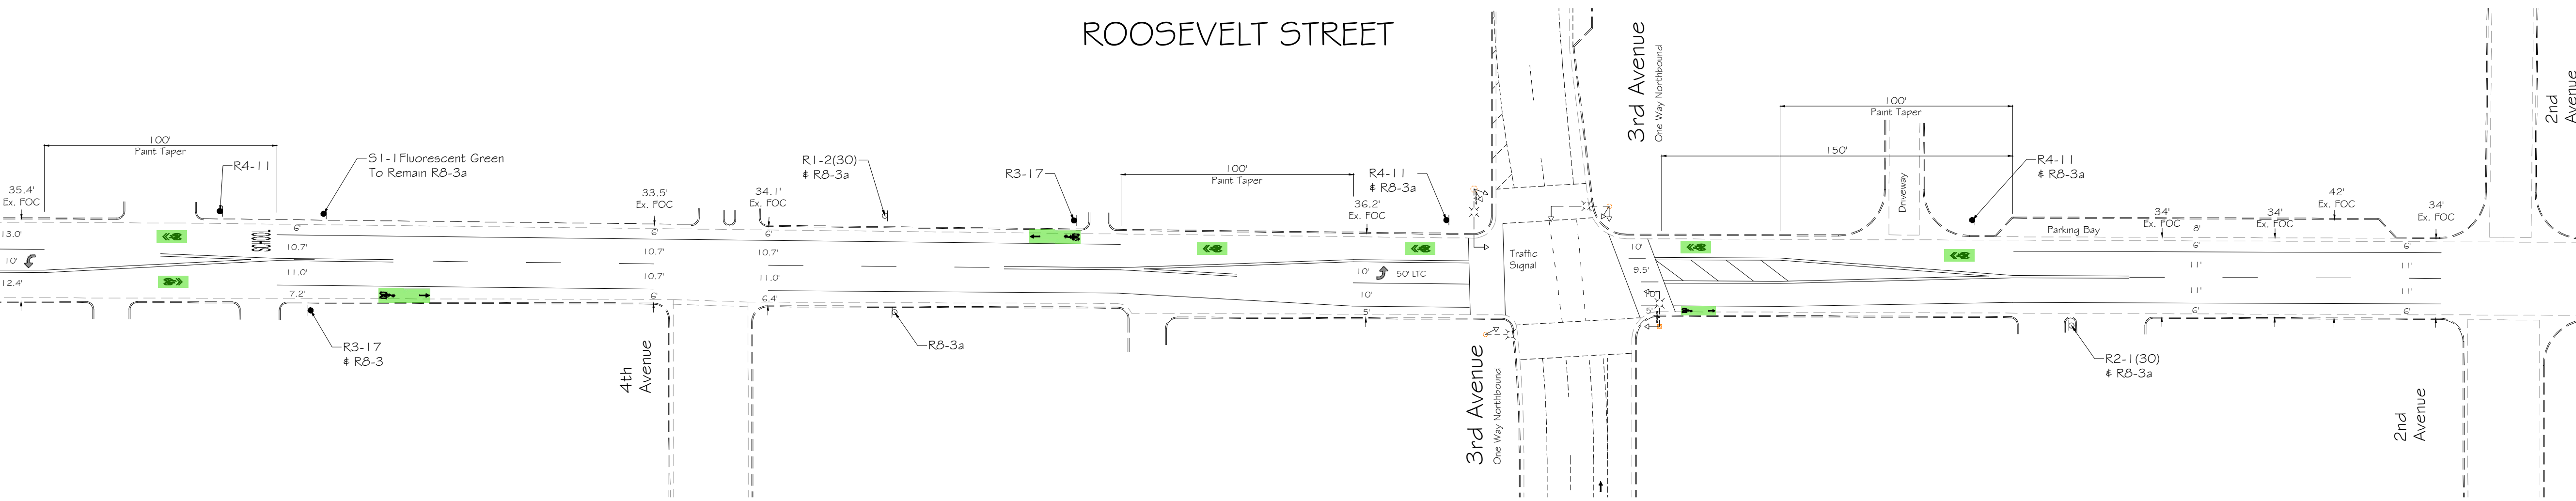 ROOSEVELT STREET
100'
Paint Taper
35.4'
Ex. FOC
R4-11
S1-1 Fluorescent Green
To Remain R8-3a
13.0'
10'
12.4'
SCHOOL
6'
10.7'
11.0'
7.2'
R3-17
& R8-3
33.5'
Ex. FOC
6'
10.7'
10.7'
6'
4th
Avenue
34.1'
Ex. FOC
6'
10.7'
11.0'
6.4'
R1-2(30)
& R8-3a
R8-3a
R3-17
100'
Paint Taper
36.2'
Ex. FOC
R4-11
& R8-3a
10'
50' LTC
10'
5'
Traffic
Signal
3rd Avenue
One Way Northbound
3rd Avenue
One Way Northbound
10'
9.5'
10'
5'
100'
Paint Taper
150'
Driveway
R4-11
& R8-3a
Parking Bay
34'
Ex. FOC
34'
Ex. FOC
42'
Ex. FOC
34'
Ex. FOC
8'
6'
11'
11'
6'
6'
11'
11'
6'
R2-1(30)
& R8-3a
2nd
Avenue
2nd
Avenue